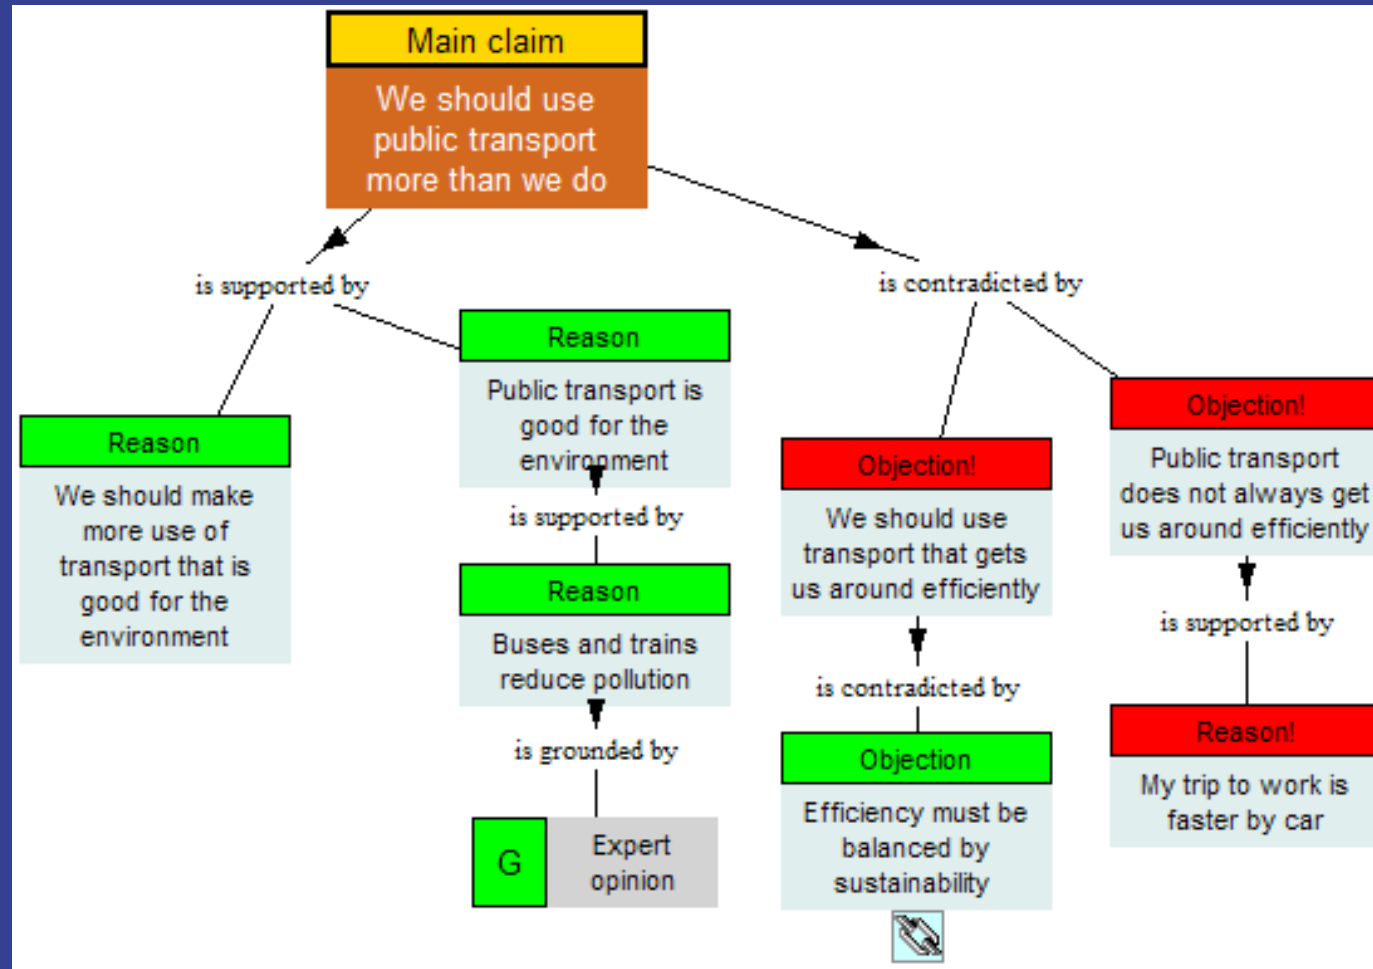 Main claim
We should use
public transport
more than we do
is supported by
is contradicted by
Reason
We should make
more use of
transport that is
good for the
environment
Reason
Public transport is
good for the
environment
is supported by
Reason
Buses and trains
reduce pollution
is grounded by
G
Expert
opinion
Objection!
We should use
transport that gets
us around efficiently
is contradicted by
Objection
Efficiency must be
balanced by
sustainability
Objection!
Public transport
does not always get
us around efficiently
is supported by
Reason!
My trip to work is
faster by car